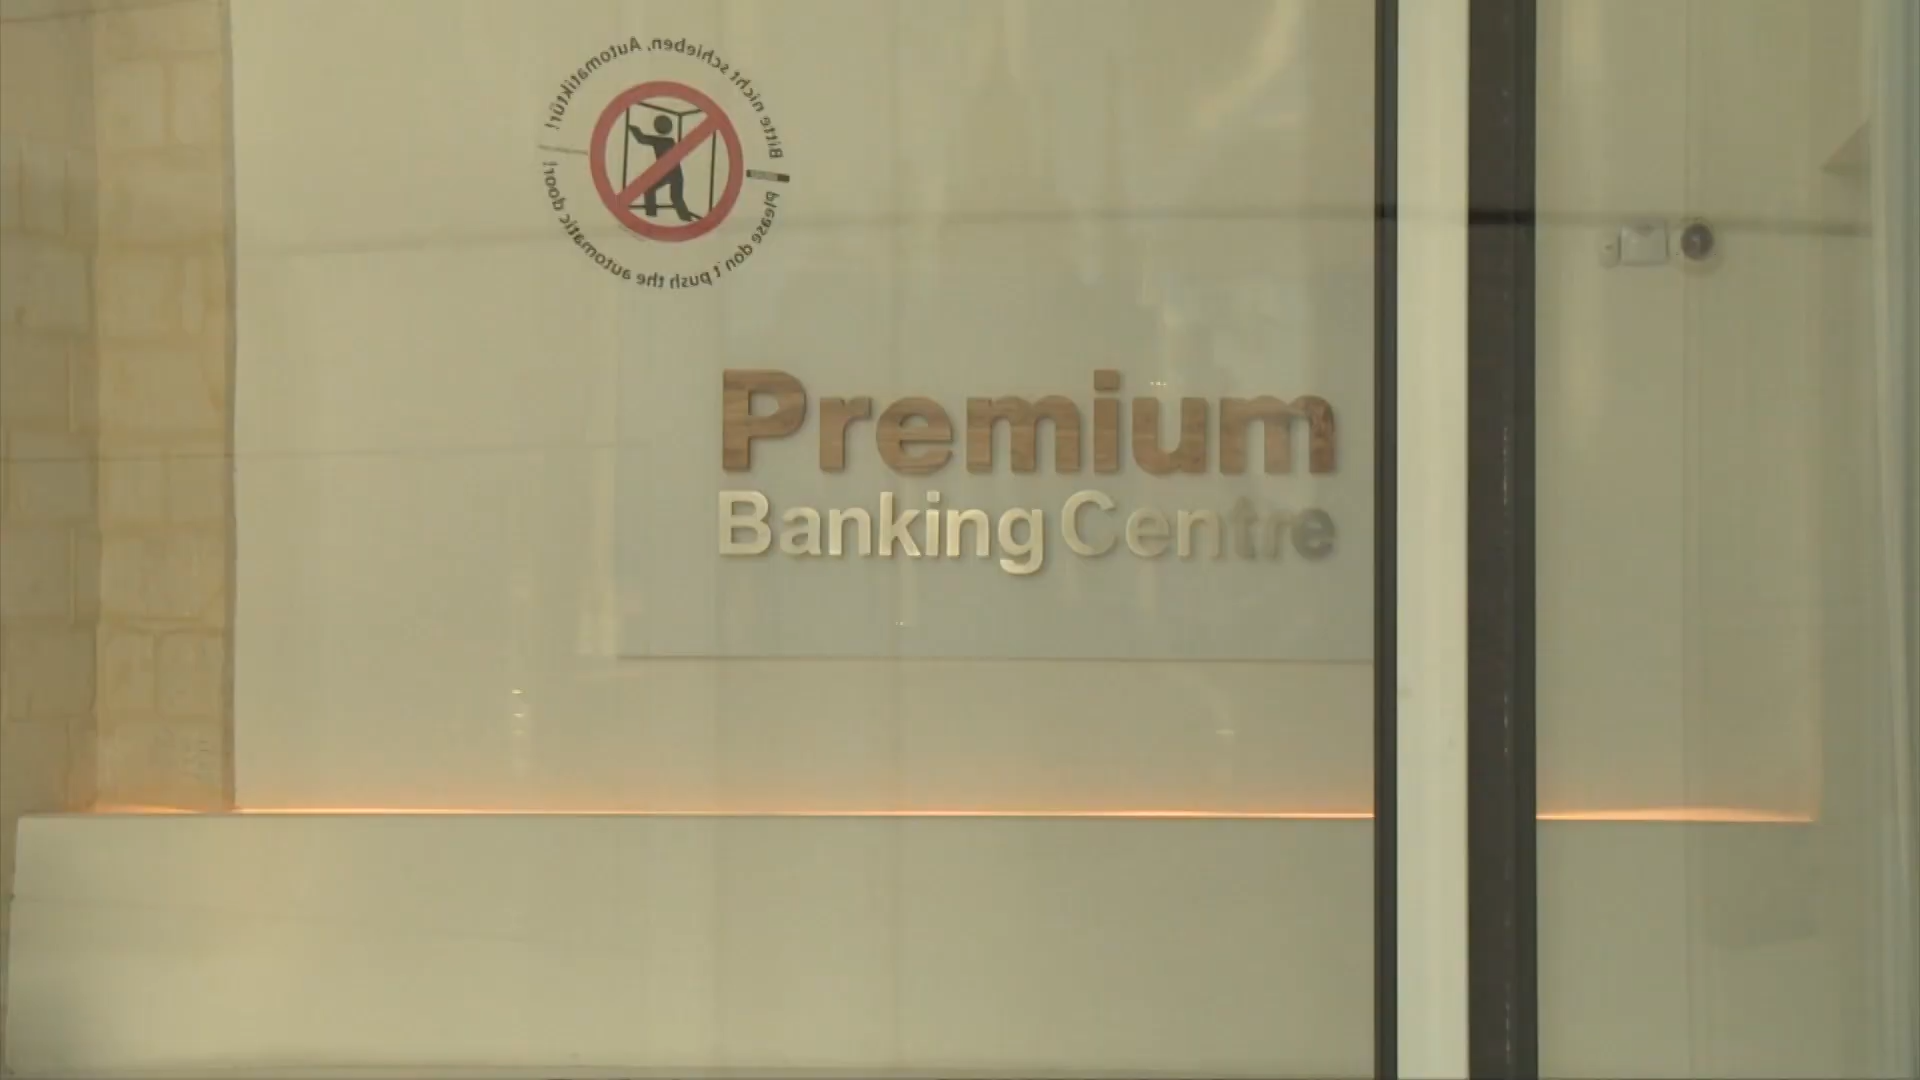 Bitte nicht schieben, Automatiktür!
Please don't push the automatic door!
Premium
Banking Centre